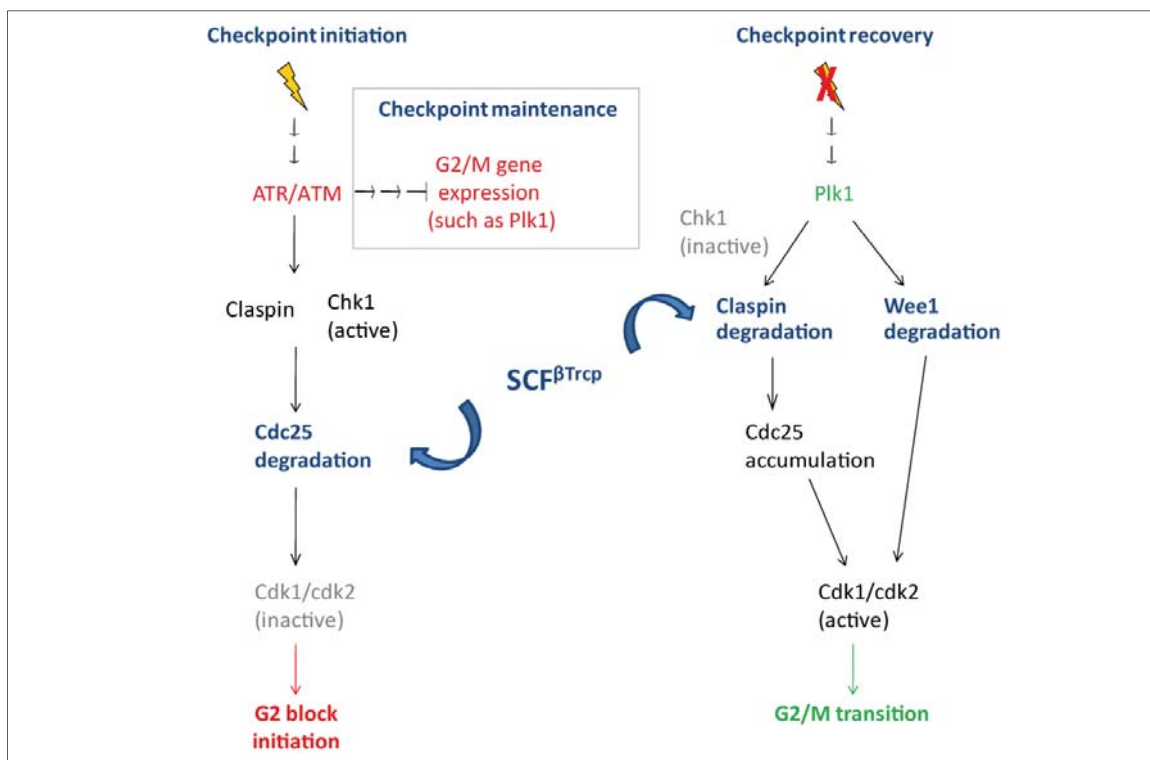 Checkpoint initiation
Checkpoint maintenance
ATR/ATM
G2/M gene
expression
(such as Plk1)
Claspin
Chk1
(active)
Cdc25
degradation
Cdk1/cdk2
(inactive)
G2 block
initiation
SCFβTrcp
Checkpoint recovery
X
Plk1
Chk1
(inactive)
Claspin
degradation
Wee1
degradation
Cdc25
accumulation
Cdk1/cdk2
(active)
G2/M transition